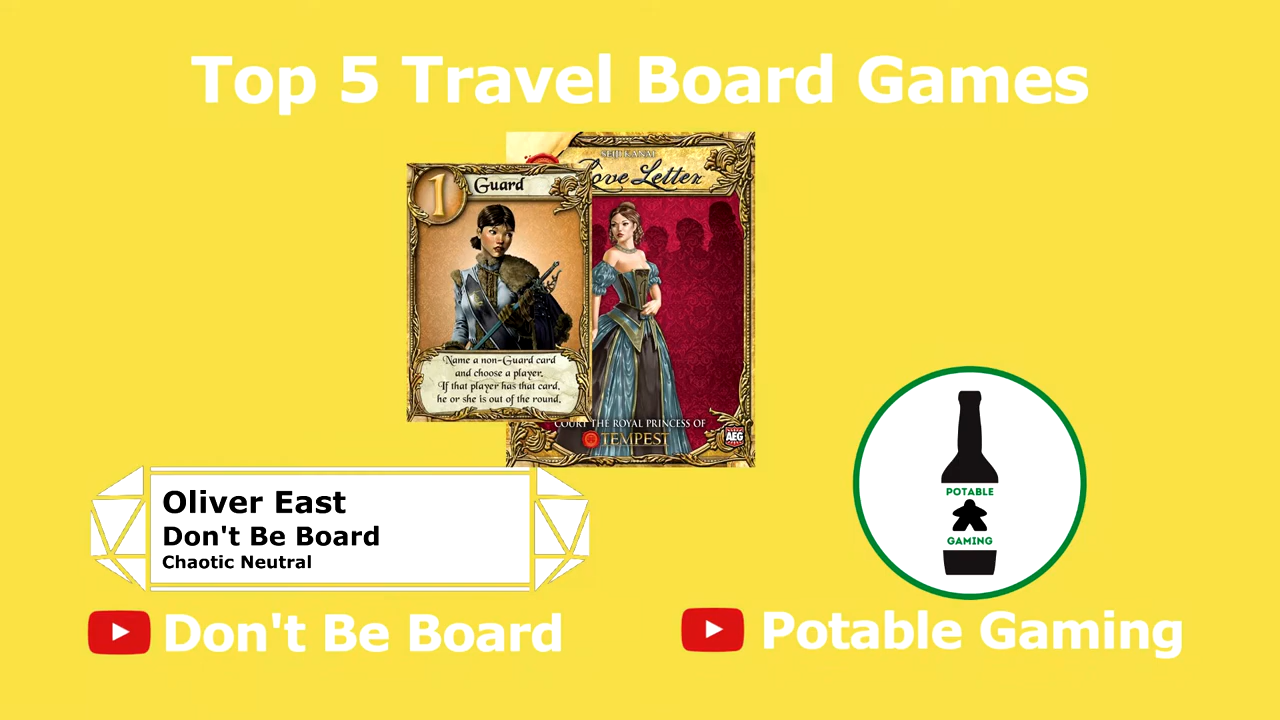 Top 5 Travel Board Games
SEIJI KANAI
Love Letter
1
Guard
Name a non-Guard card
and choose a player.
If that player has that card,
he or she is out of the round.
COURT THE ROYAL PRINCESS OF
TEMPEST
AEG
Oliver East
Don't Be Board
Chaotic Neutral
POTABLE
GAMING
Don't Be Board
Potable Gaming